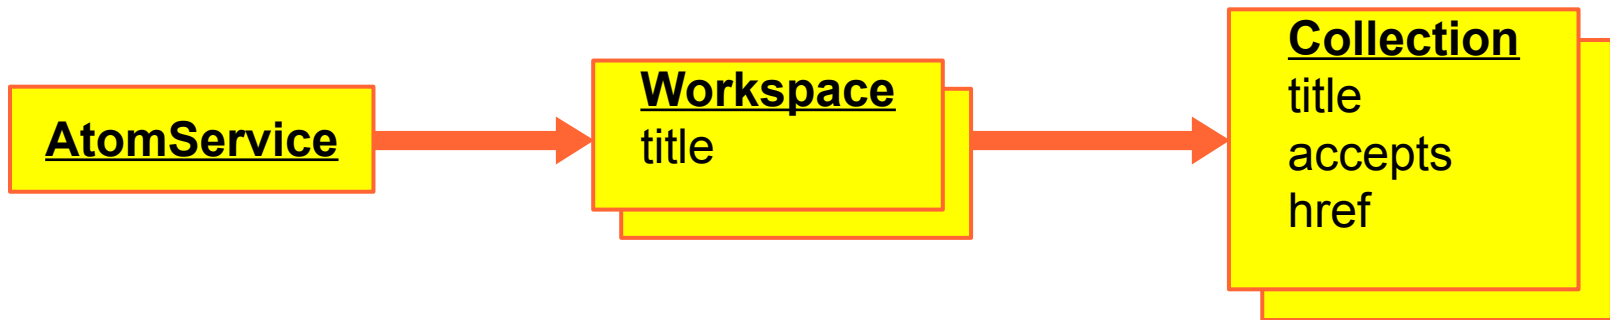 AtomService
Workspace
title
Collection
title
accepts
href